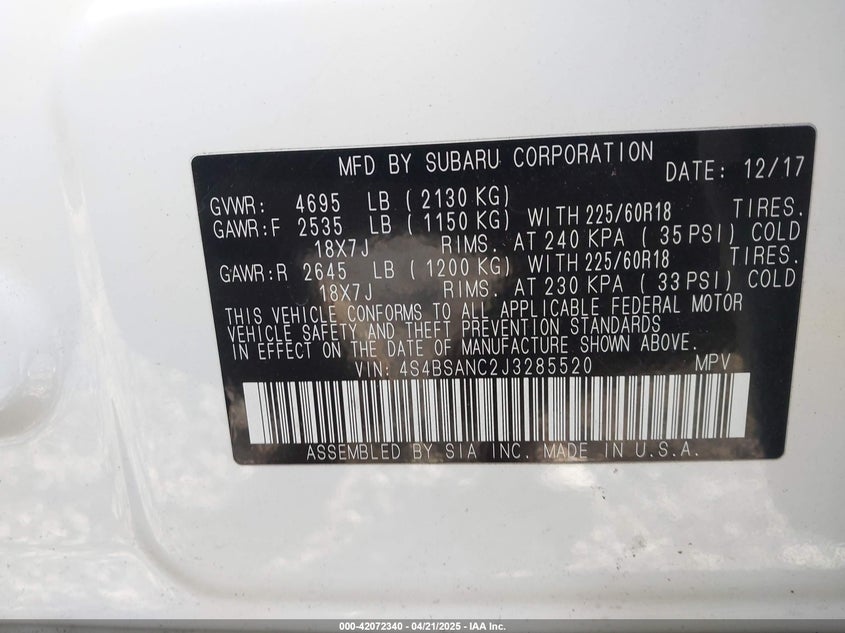 MFD BY SUBARU CORPORATION DATE: 12/17
GVWR: 4695 LB ( 2130 KG)
GAWR:F 2535 LB ( 1150 KG) WITH 225/60R18 TIRES.
18X7J RIMS. AT 240 KPA ( 35 PSI) COLD
GAWR:R 2645 LB ( 1200 KG) WITH 225/60R18 TIRES.
18X7J RIMS. AT 230 KPA ( 33 PSI) COLD
THIS VEHICLE CONFORMS TO ALL APPLICABLE FEDERAL MOTOR
VEHICLE SAFETY AND THEFT PREVENTION STANDARDS
IN EFFECT ON THE DATE OF MANUFACTURE SHOWN ABOVE.
VIN: 4S4BSANC2J3285520 MPV
ASSEMBLED BY SIA INC. MADE IN U.S.A.
000-42072340 - 04/21/2025 - IAA Inc.